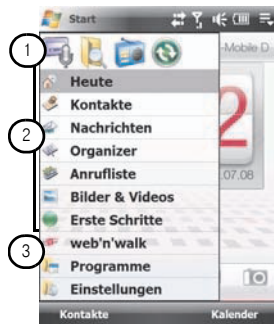 Start
1
-Mobile D
Heute
Kontakte
2
Nachrichten
Organizer
Anrufliste
.07.08
Bilder & Videos
Erste Schritte
3
web'n'walk
Programme
Einstellungen
Kontakte Kalender